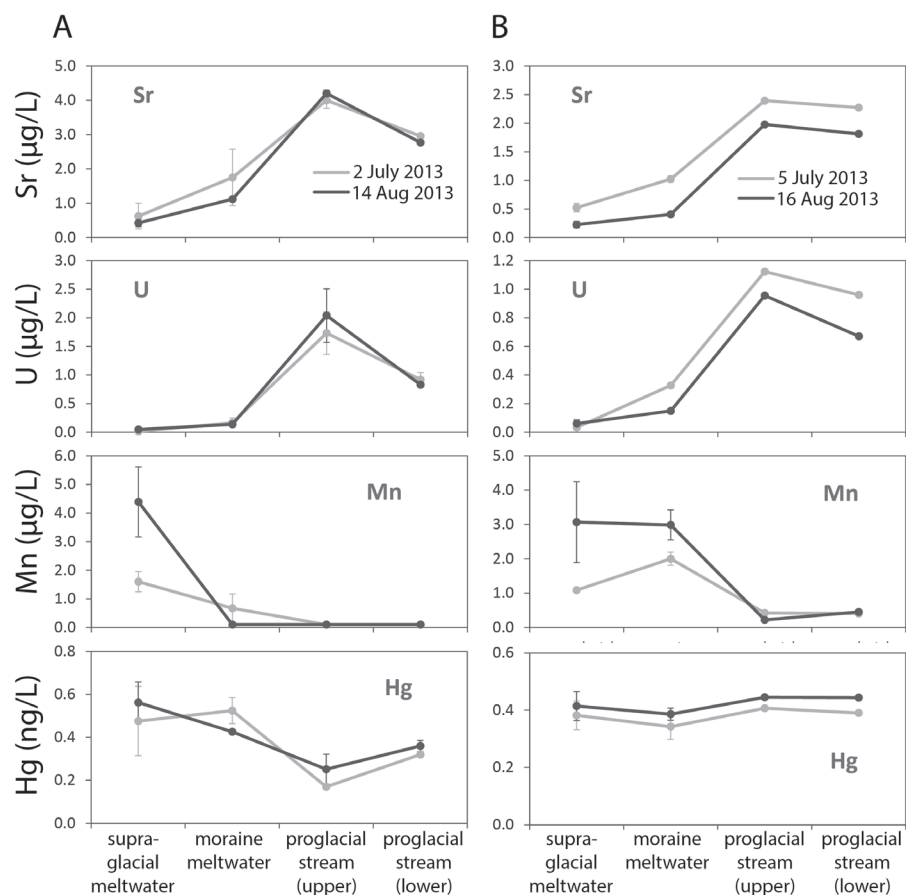 A
B
Sr (µg/L)
5.0
4.0
3.0
2.0
1.0
0.0
Sr
2 July 2013
14 Aug 2013
3.0
2.5
2.0
1.5
1.0
0.5
0.0
Sr
5 July 2013
16 Aug 2013
U (µg/L)
3.0
2.5
2.0
1.5
1.0
0.5
0.0
U
1.2
1.0
0.8
0.6
0.4
0.2
0.0
U
Mn (µg/L)
6.0
5.0
4.0
3.0
2.0
1.0
0.0
Mn
5.0
4.0
3.0
2.0
1.0
0.0
Mn
Hg (ng/L)
0.8
0.6
0.4
0.2
0.0
Hg
0.6
0.4
0.2
0.0
Hg
supra-
glacial
meltwater
moraine
meltwater
proglacial
stream
(upper)
proglacial
stream
(lower)
supra-
glacial
meltwater
moraine
meltwater
proglacial
stream
(upper)
proglacial
stream
(lower)